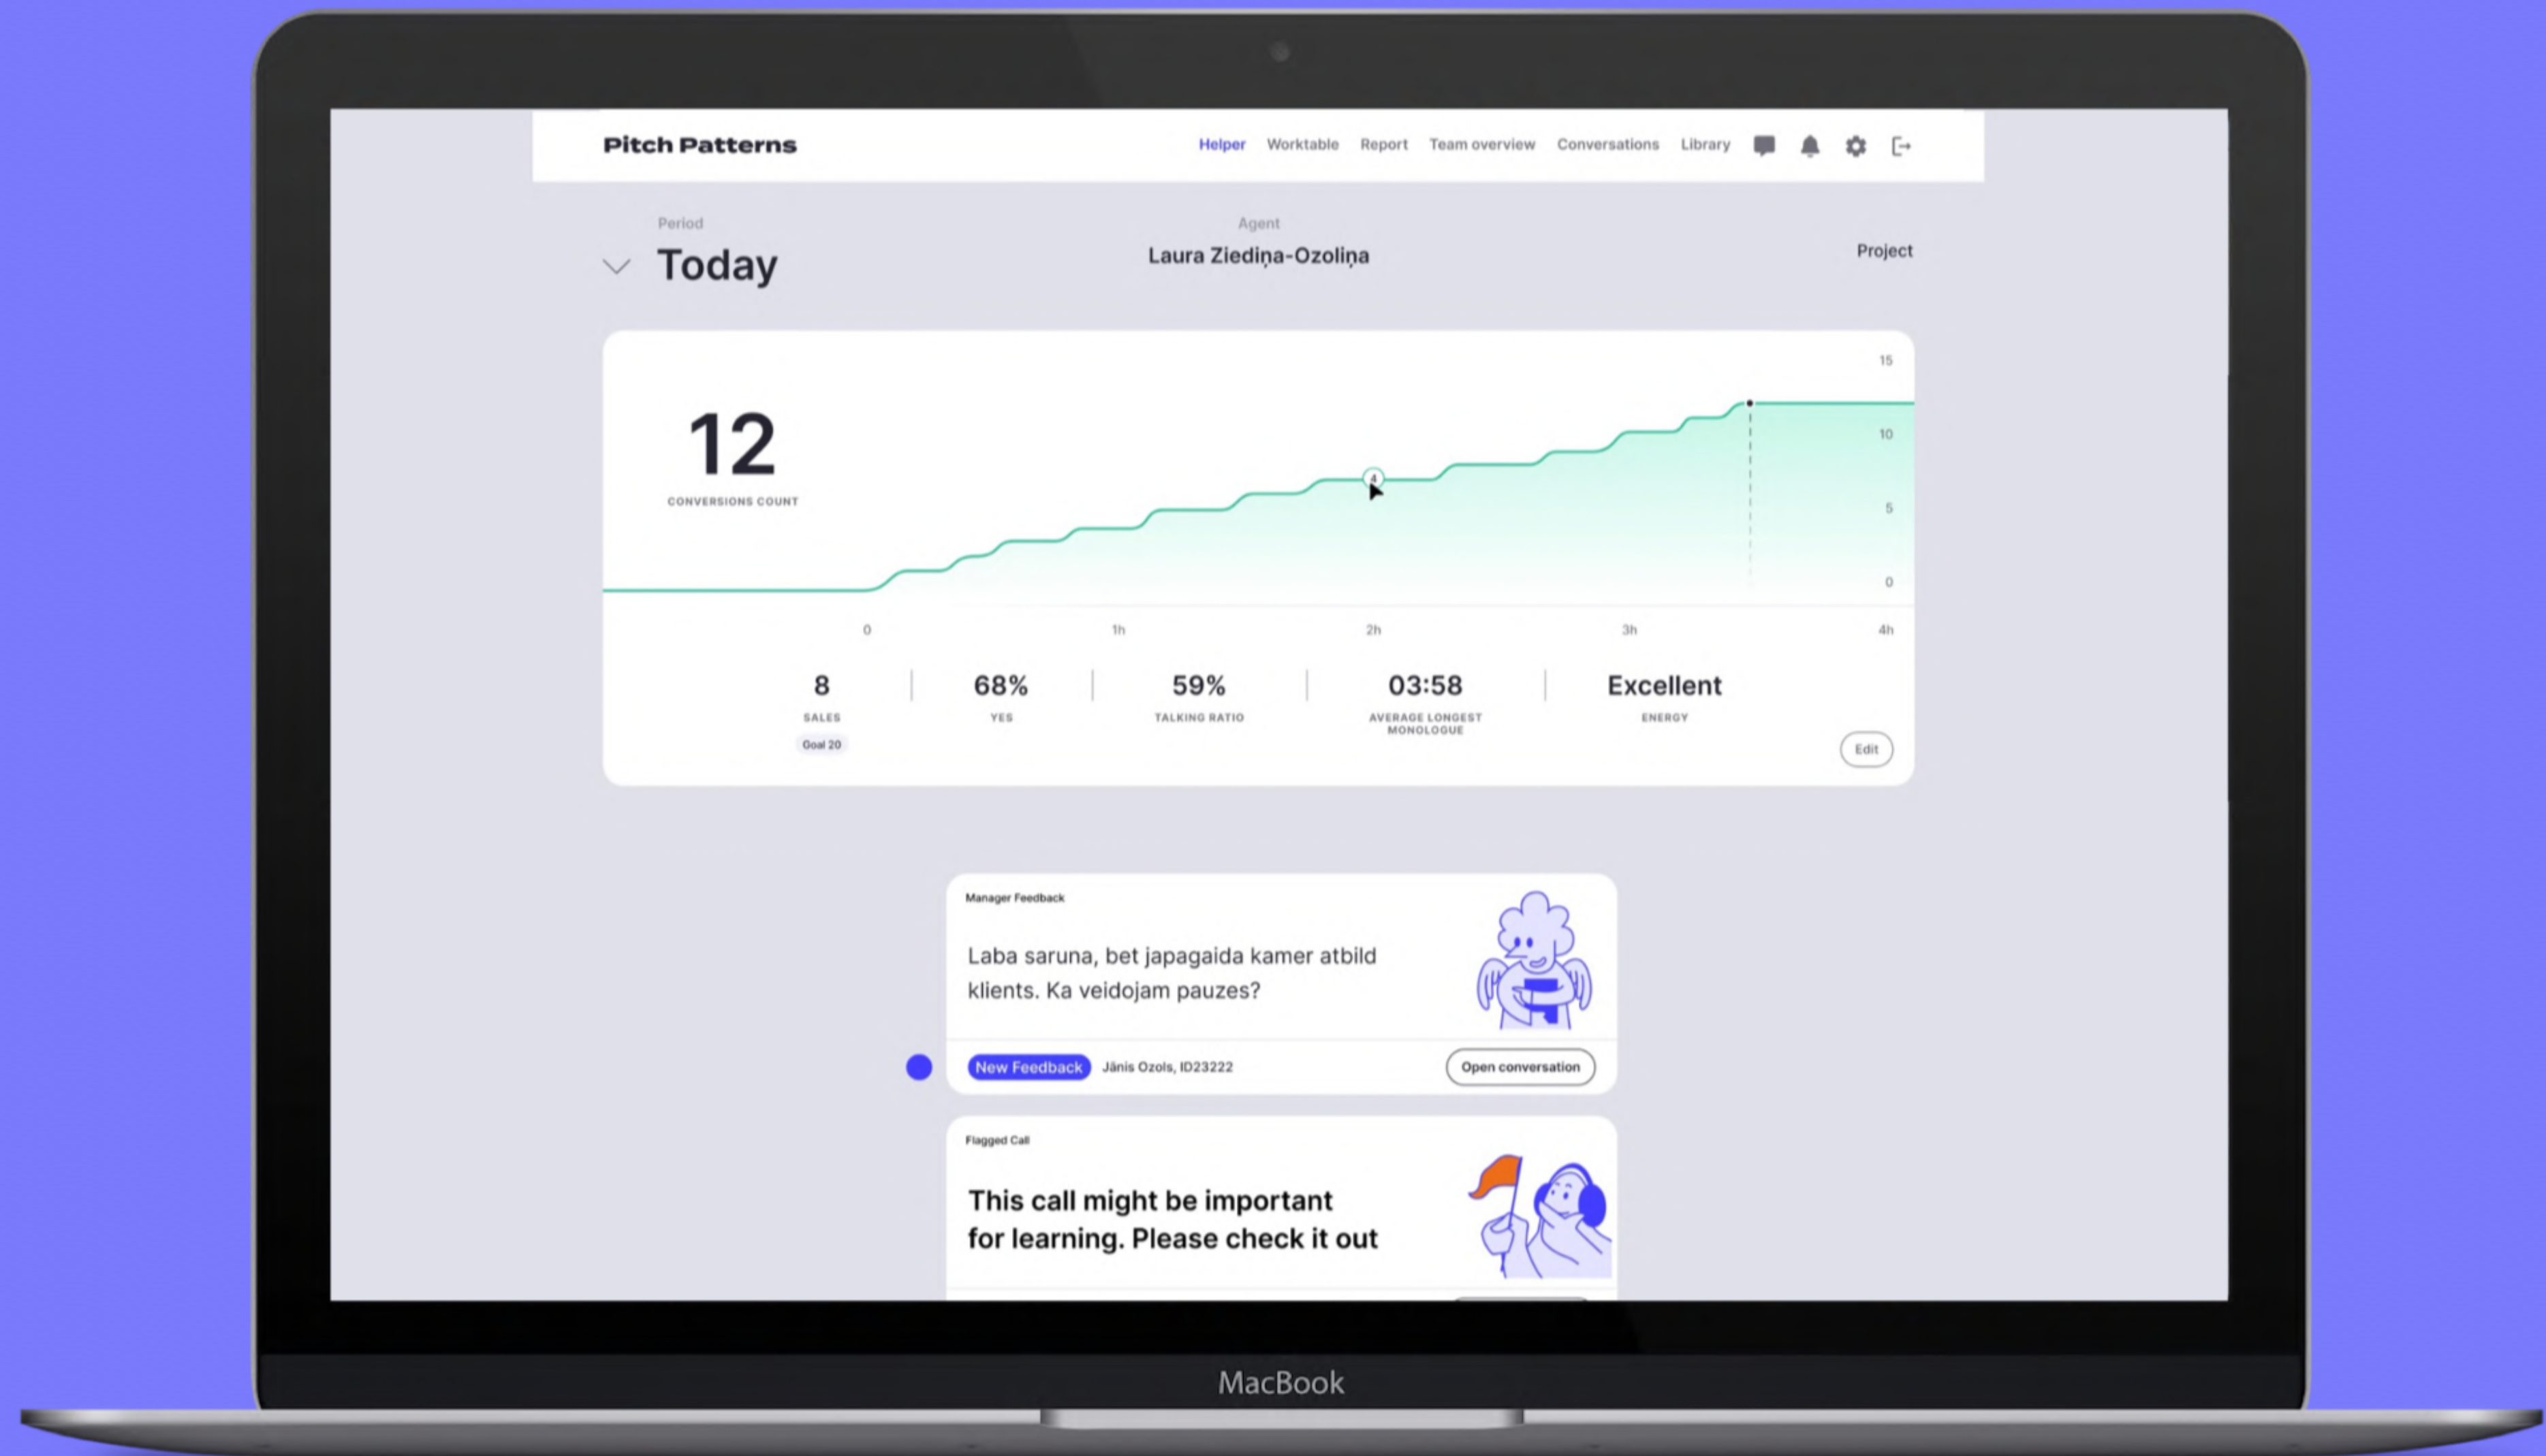 Pitch Patterns
Helper Worktable Report Team overview Conversations Library
Period
Today
Agent
Laura Ziediņa-Ozoliņa
Project
12
CONVERSIONS COUNT
4
15
10
5
0
0 1h 2h 3h 4h
8
SALES
Goal 20
68%
YES
59%
TALKING RATIO
03:58
AVERAGE LONGEST
MONOLOGUE
Excellent
ENERGY
Edit
Manager Feedback
Laba saruna, bet japagaida kamer atbild
klients. Ka veidojam pauzes?
New Feedback Jānis Ozols, ID23222 Open conversation
Flagged Call
This call might be important
for learning. Please check it out
MacBook